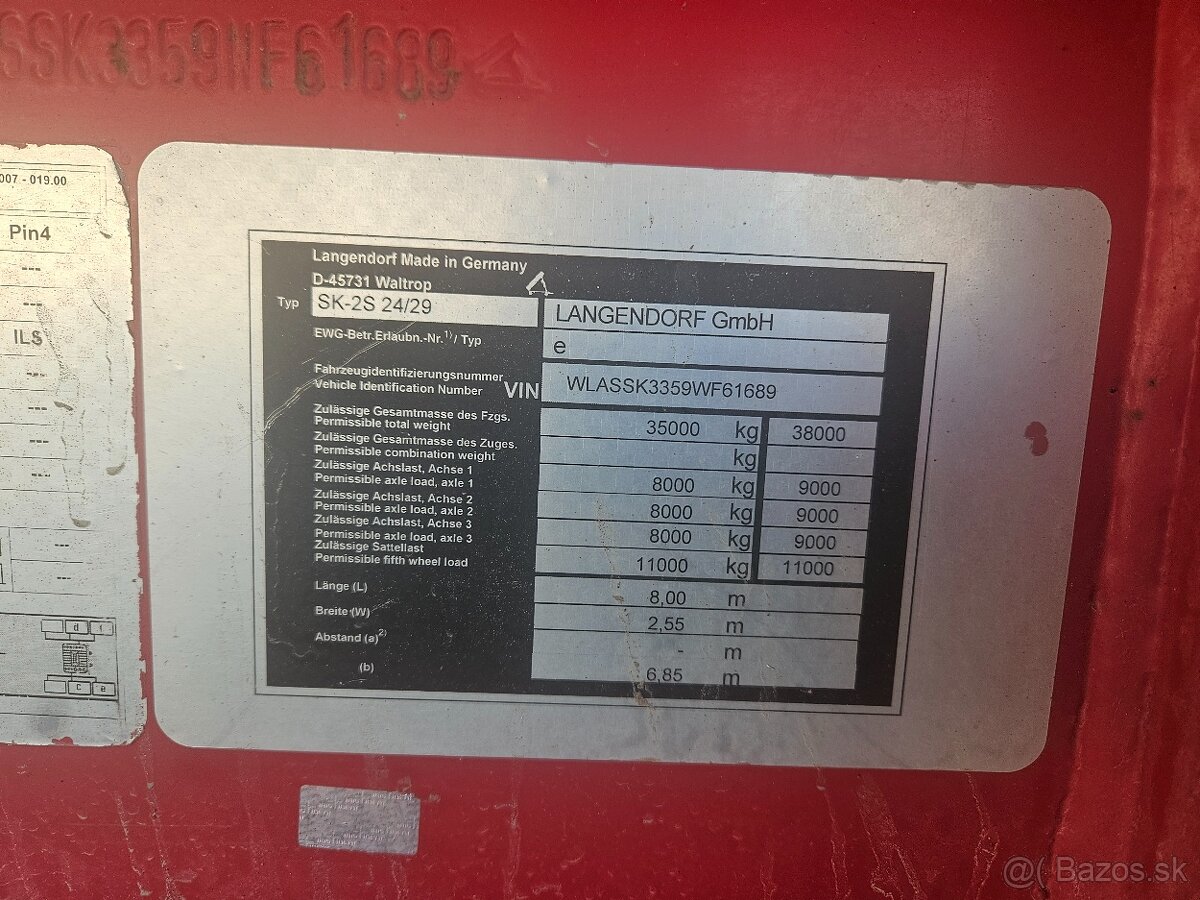 SSK3359WF61689
007 - 019.00
Pin4
---
---
ILS
---
---
---
---
---
---
d f
c e
Langendorf Made in Germany
D-45731 Waltrop
Typ SK-2S 24/29 LANGENDORF GmbH
EWG-Betr.Erlaubn.-Nr.1)/ Typ e
Fahrzeugidentifizierungsnummer
Vehicle Identification Number VIN WLASSK3359WF61689
Zulässige Gesamtmasse des Fzgs.
Permissible total weight 35000 kg 38000
Zulässige Gesamtmasse des Zuges.
Permissible combination weight kg
Zulässige Achslast, Achse 1
Permissible axle load, axle 1 8000 kg 9000
Zulässige Achslast, Achse 2
Permissible axle load, axle 2 8000 kg 9000
Zulässige Achslast, Achse 3
Permissible axle load, axle 3 8000 kg 9000
Zulässige Sattellast
Permissible fifth wheel load 11000 kg 11000
Länge (L) 8,00 m
Breite (W) 2,55 m
Abstand (a)2) - m
(b) 6,85 m
@( Bazos.sk